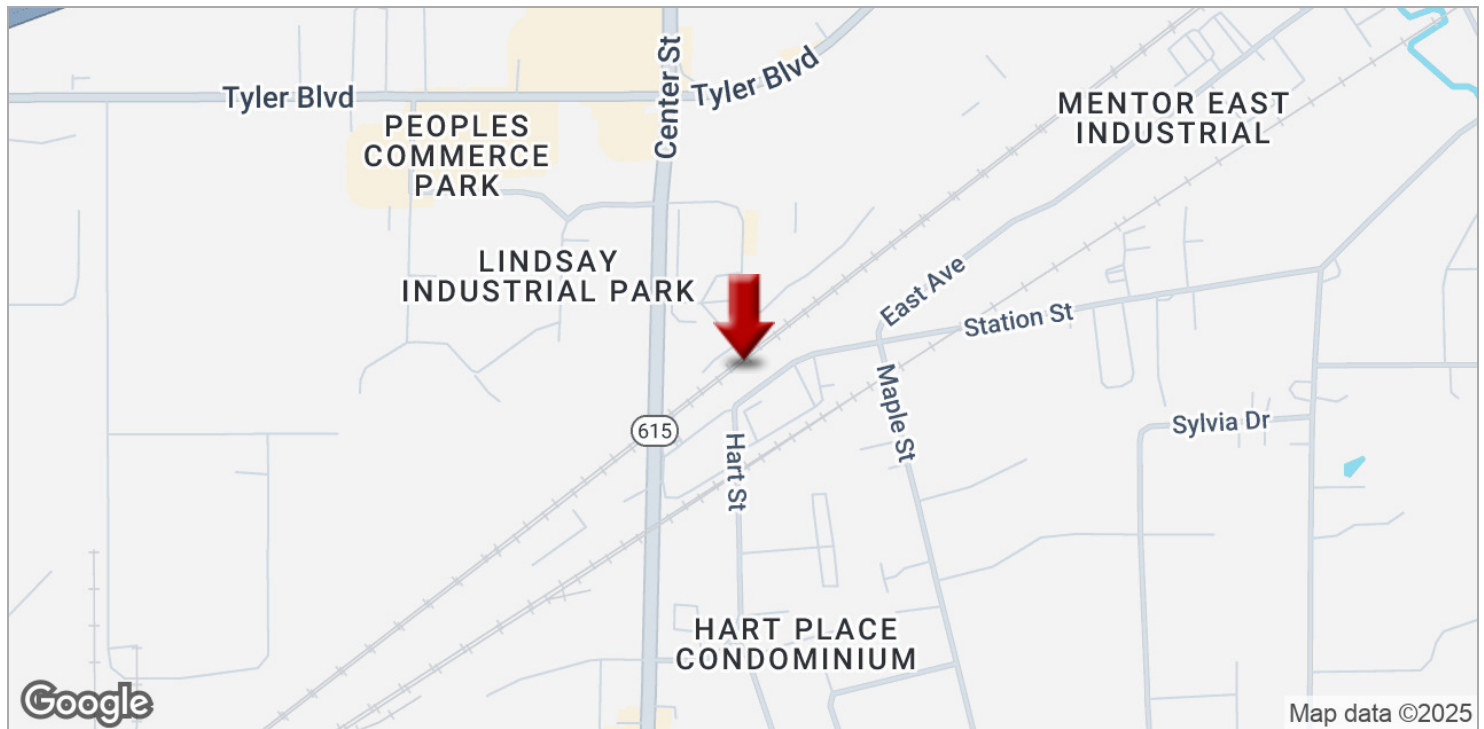 Tyler Blvd
Center St
Tyler Blvd
MENTOR EAST
INDUSTRIAL
PEOPLES
COMMERCE
PARK
LINDSAY
INDUSTRIAL PARK
East Ave
Station St
Maple St
615
Hart St
Sylvia Dr
HART PLACE
CONDOMINIUM
Google
Map data ©2025